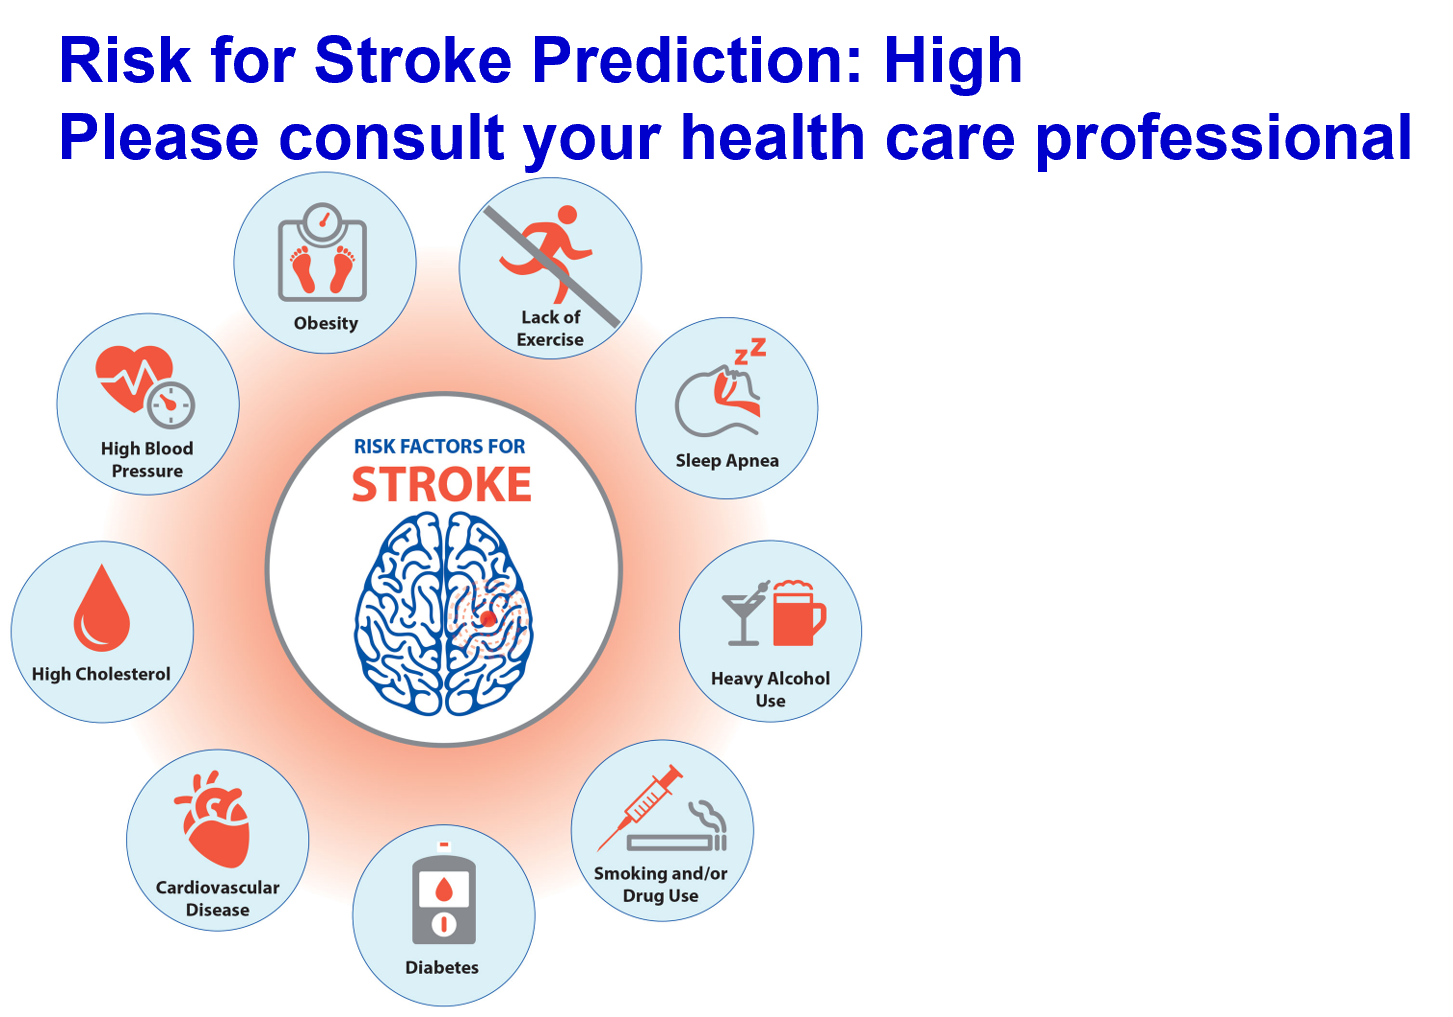 Risk for Stroke Prediction: High
Please consult your health care professional
Obesity
Lack of
Exercise
High Blood
Pressure
zz
Sleep Apnea
RISK FACTORS FOR
STROKE
High Cholesterol
Heavy Alcohol
Use
Cardiovascular
Disease
Smoking and/or
Drug Use
Diabetes